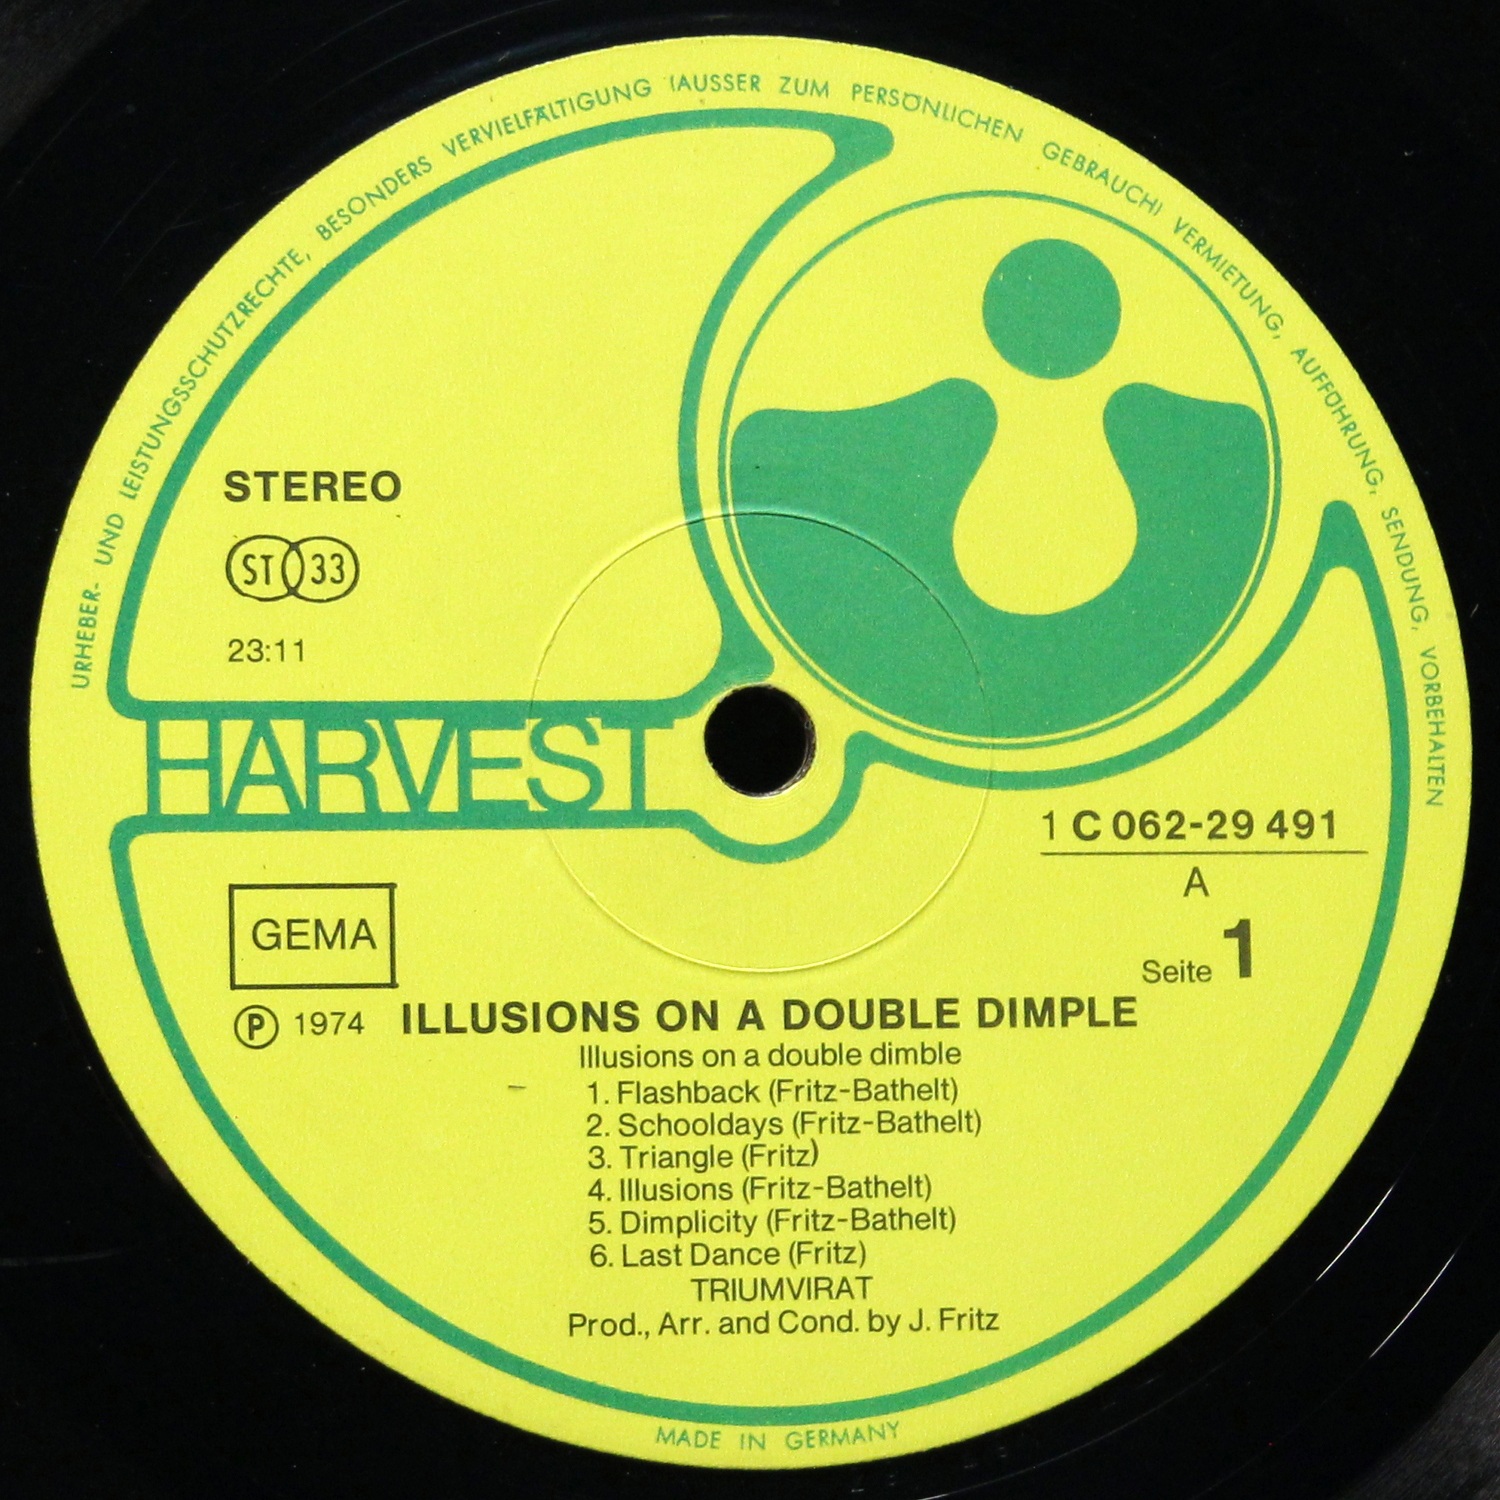 URHEBER- UND LEISTUNGSSCHUTZRECHTE, BESONDERS VERVIELFÄLTIGUNG (AUSSER ZUM PERSÖNLICHEN GEBRAUCH) VERMIETUNG, AUFFÜHRUNG, SENDUNG, VORBEHALTEN
STEREO
ST 33
23:11
HARVEST
1 C 062-29 491
A
Seite 1
GEMA
Ⓟ 1974
ILLUSIONS ON A DOUBLE DIMPLE
Illusions on a double dimble
1. Flashback (Fritz-Bathelt)
2. Schooldays (Fritz-Bathelt)
3. Triangle (Fritz)
4. Illusions (Fritz-Bathelt)
5. Dimplicity (Fritz-Bathelt)
6. Last Dance (Fritz)
TRIUMVIRAT
Prod., Arr. and Cond. by J. Fritz
MADE IN GERMANY